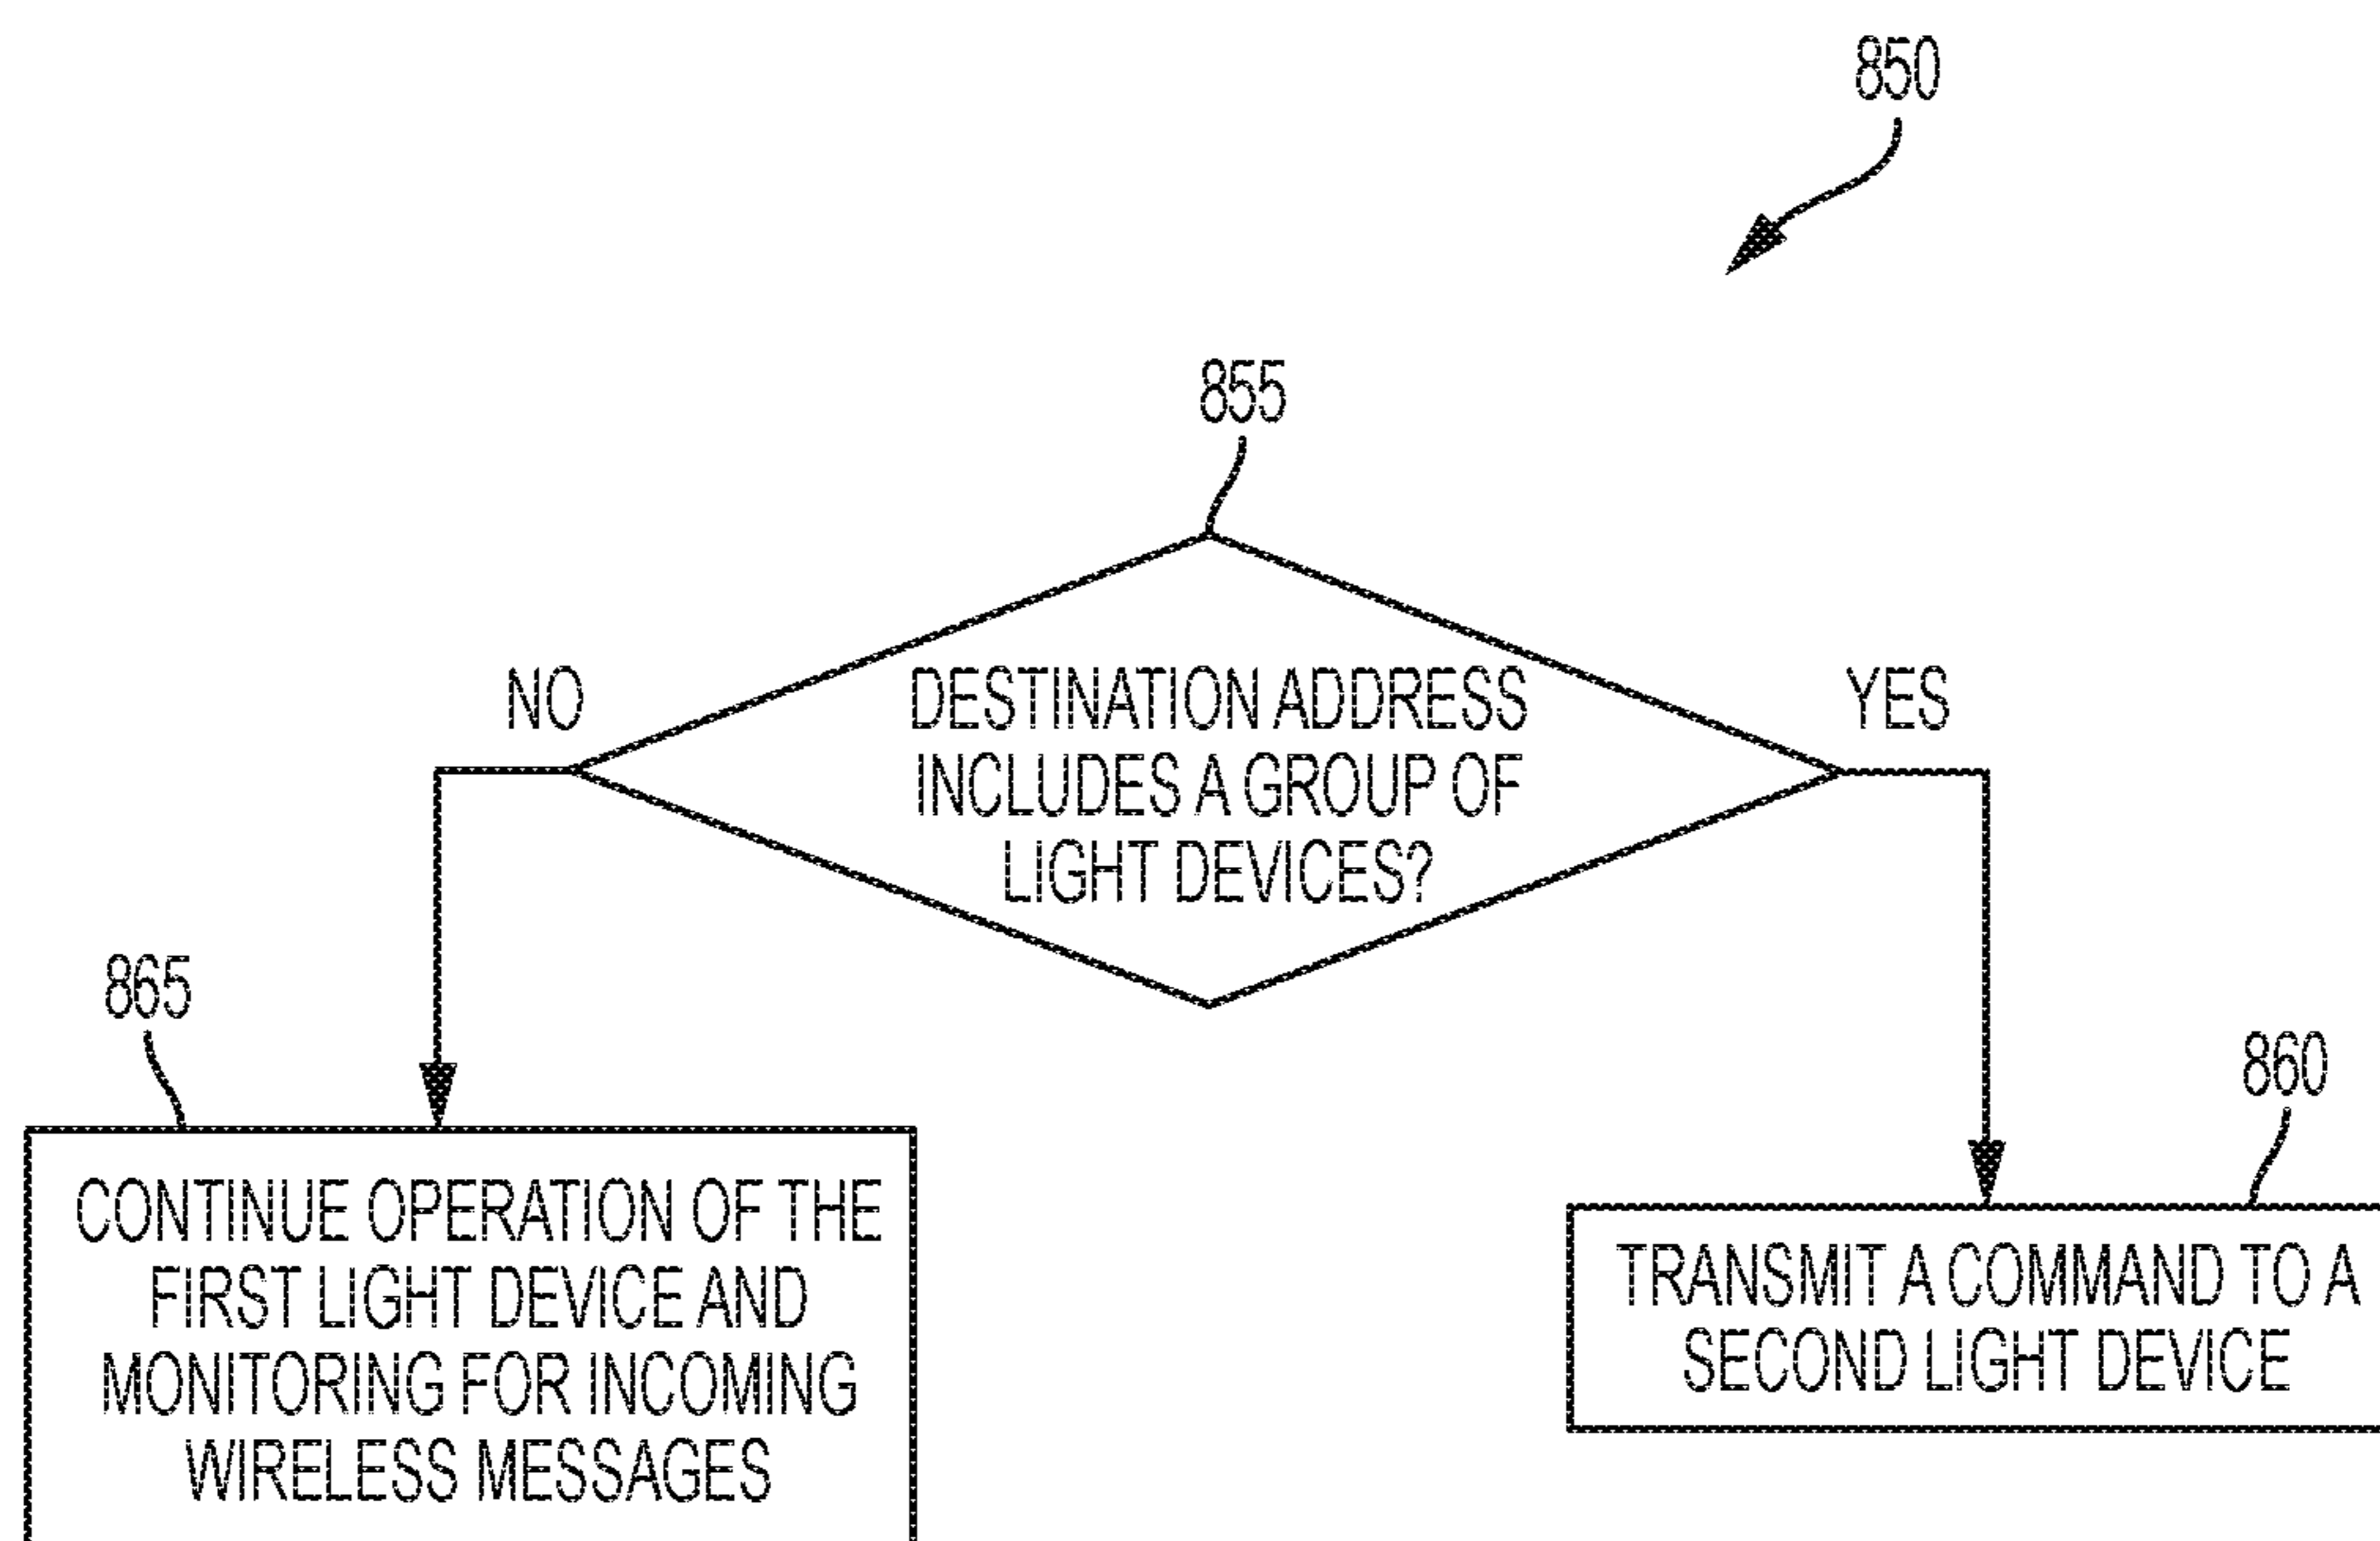 850
855
NO
DESTINATION ADDRESS
INCLUDES A GROUP OF
LIGHT DEVICES?
YES
865
CONTINUE OPERATION OF THE
FIRST LIGHT DEVICE AND
MONITORING FOR INCOMING
WIRELESS MESSAGES
860
TRANSMIT A COMMAND TO A
SECOND LIGHT DEVICE